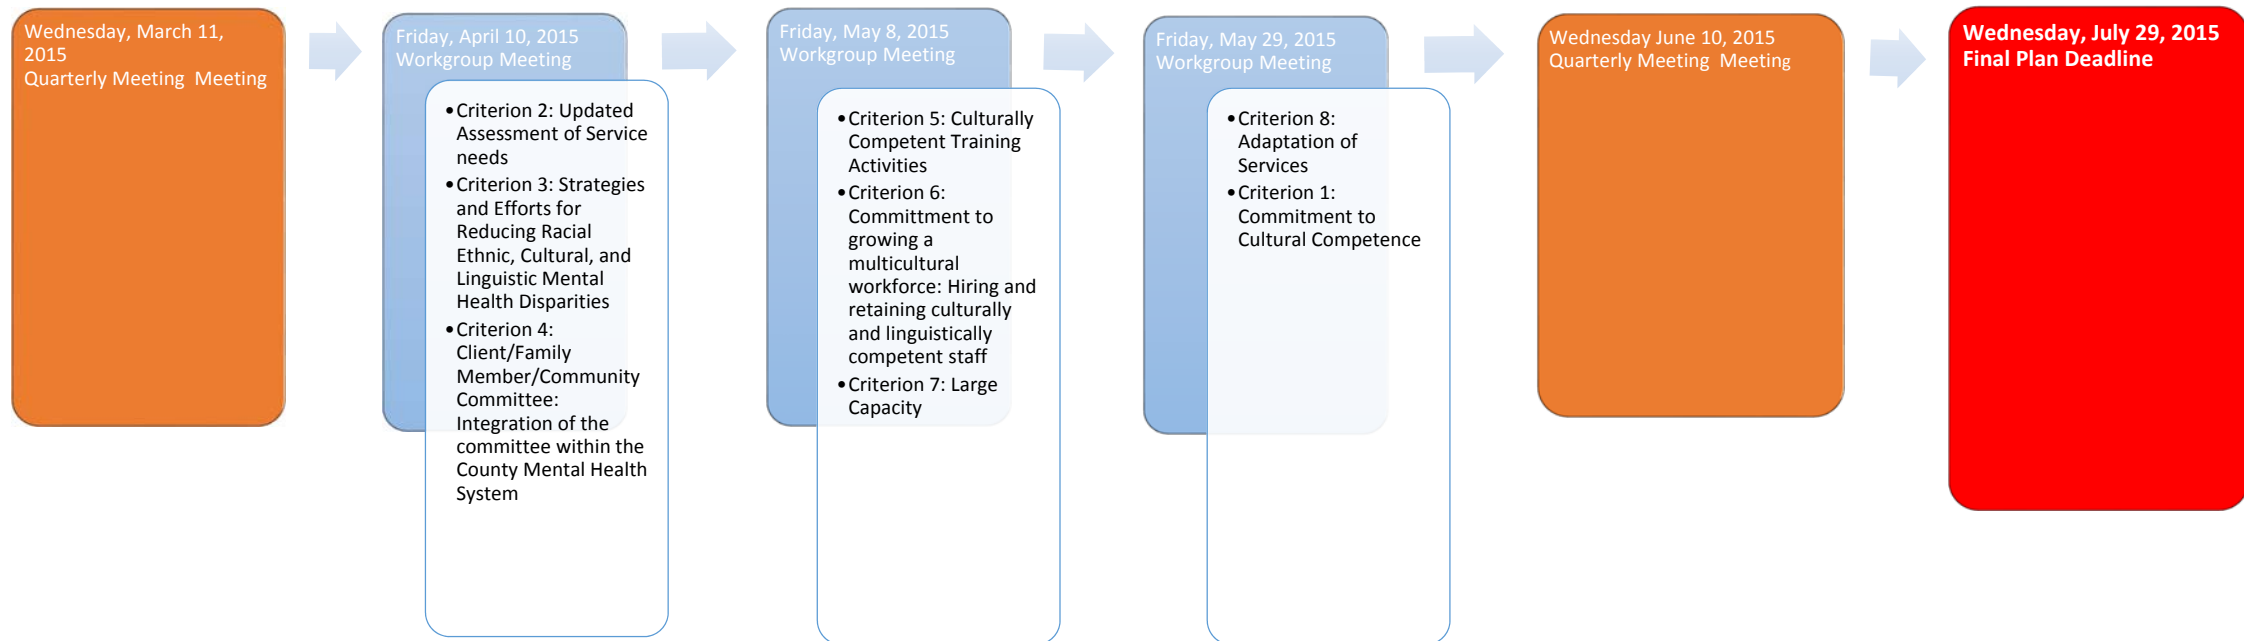 Wednesday, March 11,
2015
Quarterly Meeting  Meeting
Friday, April 10, 2015
Workgroup Meeting
•Criterion 2: Updated
Assessment of Service
needs
•Criterion 3: Strategies
and Efforts for
Reducing Racial
Ethnic, Cultural, and
Linguistic Mental
Health Disparities
•Criterion 4:
Client/Family
Member/Community
Committee:
Integration of the
committee within the
County Mental Health
System
Friday, May 8, 2015
Workgroup Meeting
•Criterion 5: Culturally
Competent Training
Activities
•Criterion 6:
Committment to
growing a
multicultural
workforce: Hiring and
retaining culturally
and linguistically
competent staff
•Criterion 7: Large
Capacity
Friday, May 29, 2015
Workgroup Meeting
•Criterion 8:
Adaptation of
Services
•Criterion 1:
Commitment to
Cultural Competence
Wednesday June 10, 2015
Quarterly Meeting  Meeting
Wednesday, July 29, 2015
Final Plan Deadline